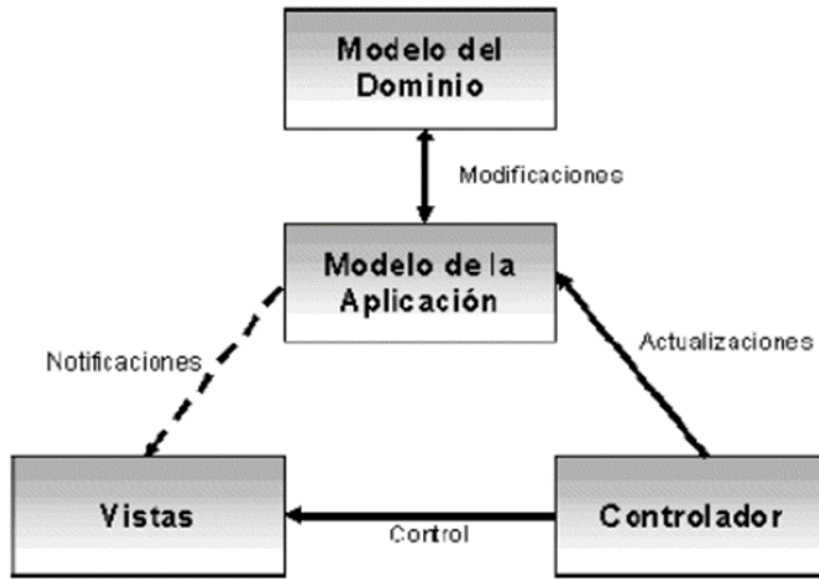 Modelo del
Dominio
Modificaciones
Modelo de la
Aplicación
Notificaciones
Actualizaciones
Vistas
Control
Controlador